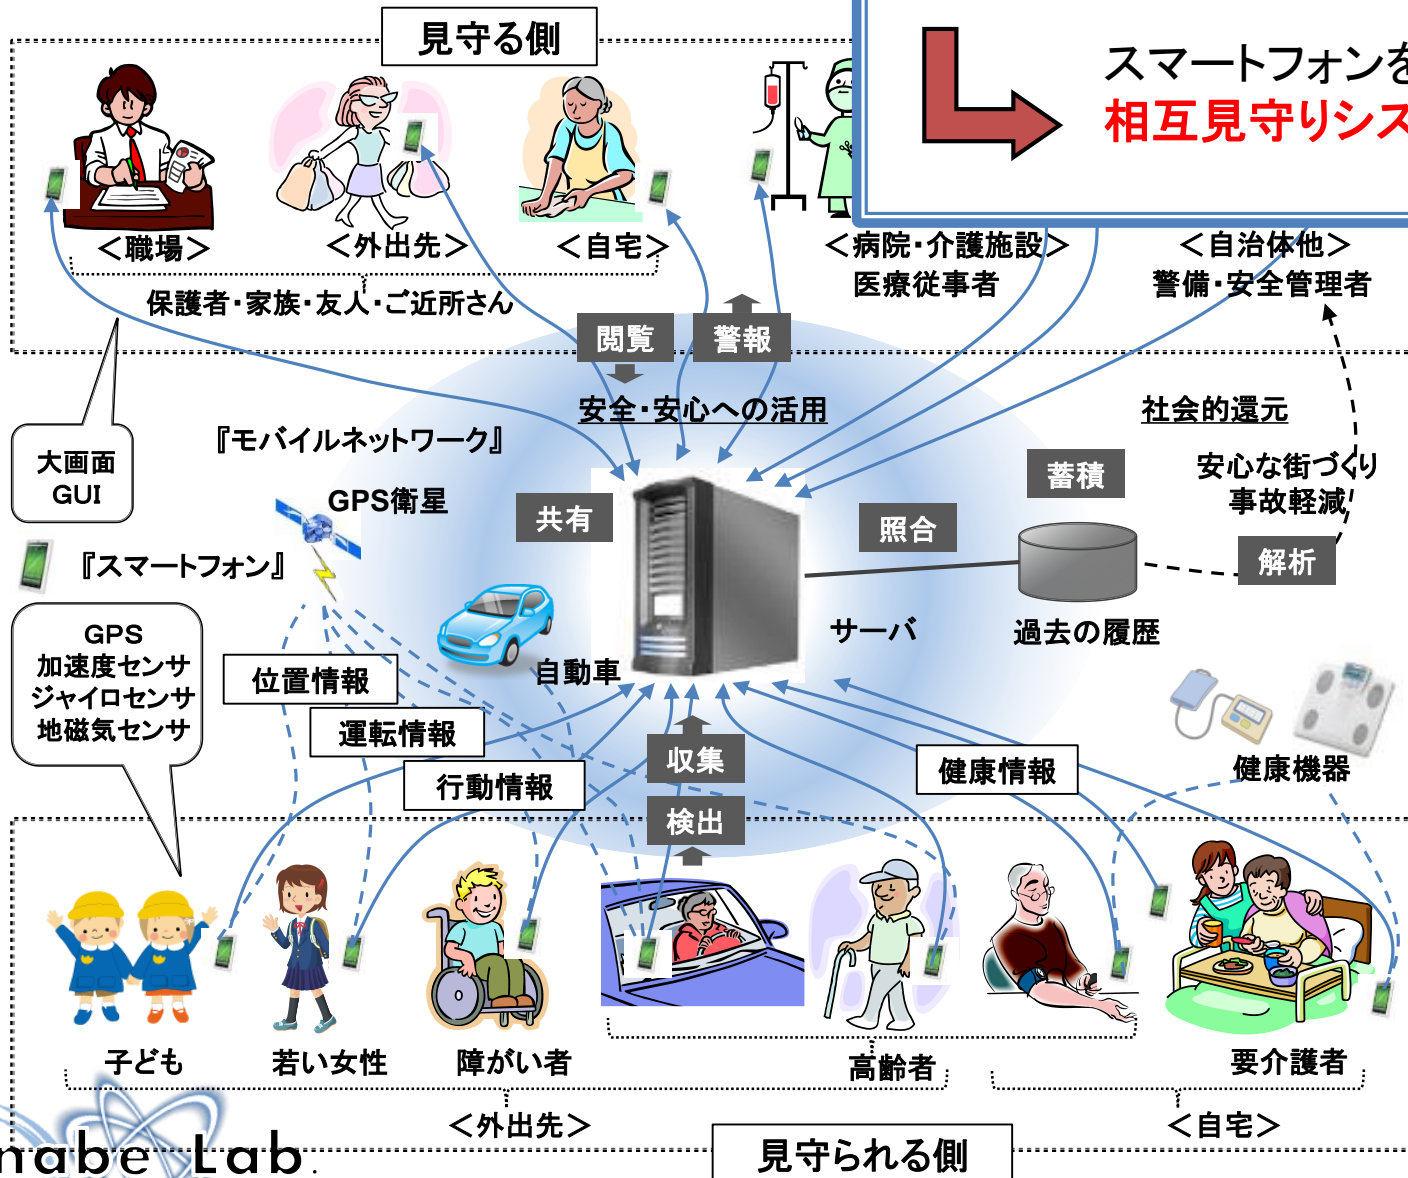 見守る側
スマートフォンを
相互見守りシス
＜職場＞
＜外出先＞
＜自宅＞
＜病院・介護施設＞
医療従事者
＜自治体他＞
警備・安全管理者
保護者・家族・友人・ご近所さん
閲覧
警報
安全・安心への活用
社会的還元
大画面
GUI
『モバイルネットワーク』
GPS衛星
共有
照合
蓄積
安心な街づくり
事故軽減
解析
『スマートフォン』
GPS
加速度センサ
ジャイロセンサ
地磁気センサ
自動車
サーバ
過去の履歴
位置情報
運転情報
行動情報
収集
検出
健康情報
健康機器
子ども
若い女性
障がい者
高齢者
要介護者
＜外出先＞
＜自宅＞
見守られる側
nabe Lab.